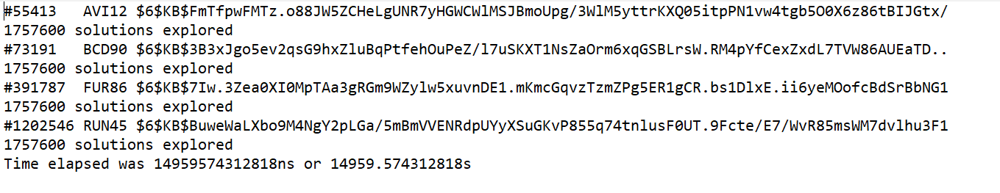 #55413   AVI12 $6$KB$FmTfpwFMTz.o88JW5ZCHeLgUNR7yHGWCWlMSJBmoUpg/3WlM5yttrKXQ05itpPN1vw4tgb5O0X6z86tBIJGtx/
1757600 solutions explored
#73191   BCD90 $6$KB$3B3xJgo5ev2qsG9hxZluBqPtfehOuPeZ/l7uSKXT1NsZaOrm6xqGSBLrsW.RM4pYfCexZxdL7TVW86AUEaTD..
1757600 solutions explored
#391787  FUR86 $6$KB$7Iw.3Zea0XI0MpTAa3gRGm9WZylw5xuvnDE1.mKmcGqvzTzmZPg5ER1gCR.bs1DlxE.ii6yeMOofcBdSrBbNG1
1757600 solutions explored
#1202546 RUN45 $6$KB$BuweWaLXbo9M4NgY2pLGa/5mBmVVENRdpUYyXSuGKvP855q74tnlusF0UT.9Fcte/E7/WvR85msWM7dvlhu3F1
1757600 solutions explored
Time elapsed was 14959574312818ns or 14959.574312818s